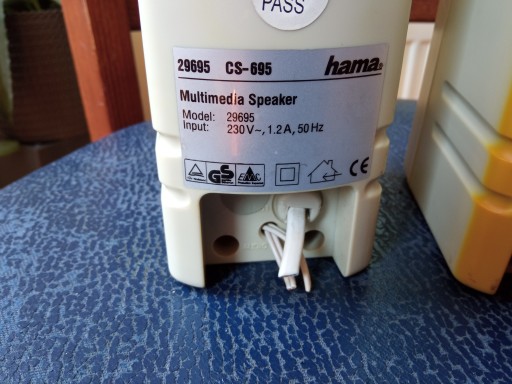 PASS
29695 CS-695 hama®
Multimedia Speaker
Model: 29695
Input: 230V~, 1.2A, 50Hz
GS
CE